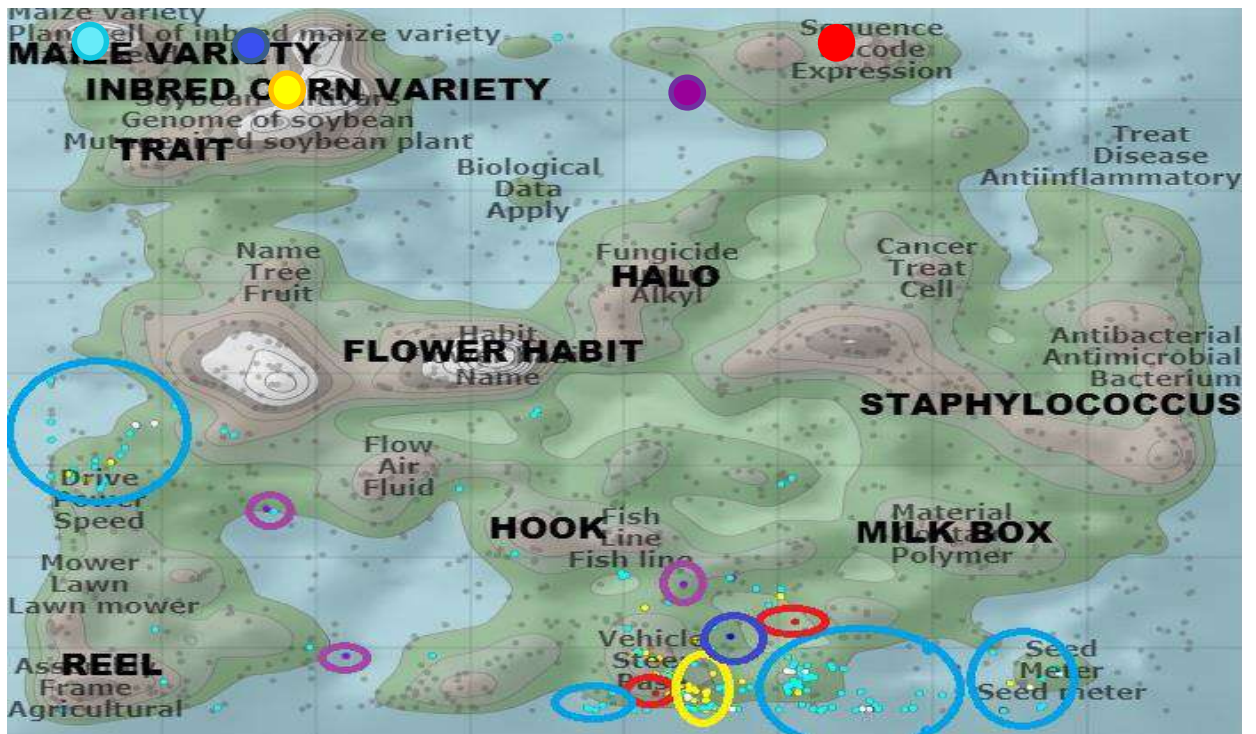 Maize variety
Plant cell of inbred maize variety
MAIZE VARIETY
INBRED CORN VARIETY
Soybean cultivars
Genome of soybean
Mutagenized soybean plant
TRAIT
Sequence
Encode
Expression
Treat
Disease
Antiinflammatory
Biological
Data
Apply
Name
Tree
Fruit
Fungicide
HALO
Alkyl
Cancer
Treat
Cell
Habit
FLOWER HABIT
Name
Antibacterial
Antimicrobial
Bacterium
STAPHYLOCOCCUS
Flow
Air
Fluid
Drive
Power
Speed
HOOK
Fish
Line
Fish line
Material
MILK BOX
Polymer
Mower
Lawn
Lawn mower
REEL
Frame
Agricultural
Vehicle
Steer
Seed
Meter
Seed meter